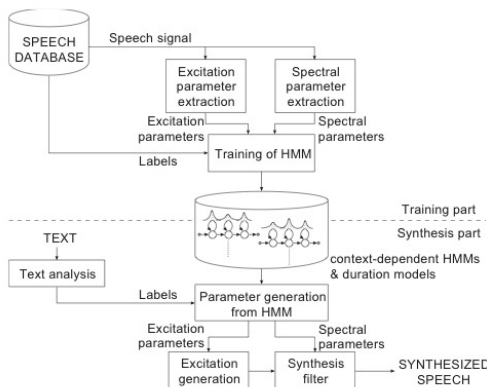 SPEECH
DATABASE
Speech signal
Excitation
parameter
extraction
Spectral
parameter
extraction
Excitation
parameters
Spectral
parameters
Labels
Training of HMM
Training part
Synthesis part
TEXT
context-dependent HMMs
& duration models
Text analysis
Labels
Parameter generation
from HMM
Excitation
parameters
Spectral
parameters
Excitation
generation
Synthesis
filter
SYNTHESIZED
SPEECH